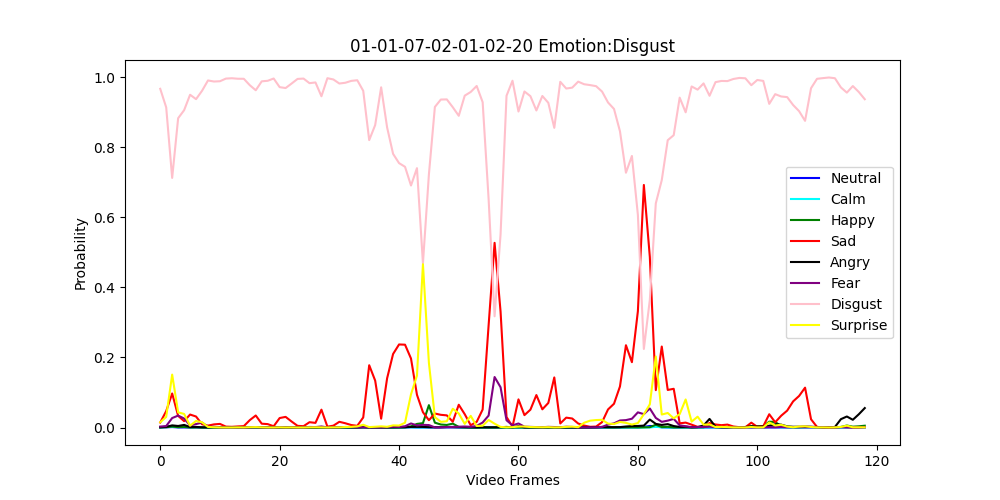 01-01-07-02-01-02-20 Emotion:Disgust
Probability
1.0
0.8
0.6
0.4
0.2
0.0
0
20
40
60
80
100
120
Video Frames
Neutral
Calm
Happy
Sad
Angry
Fear
Disgust
Surprise